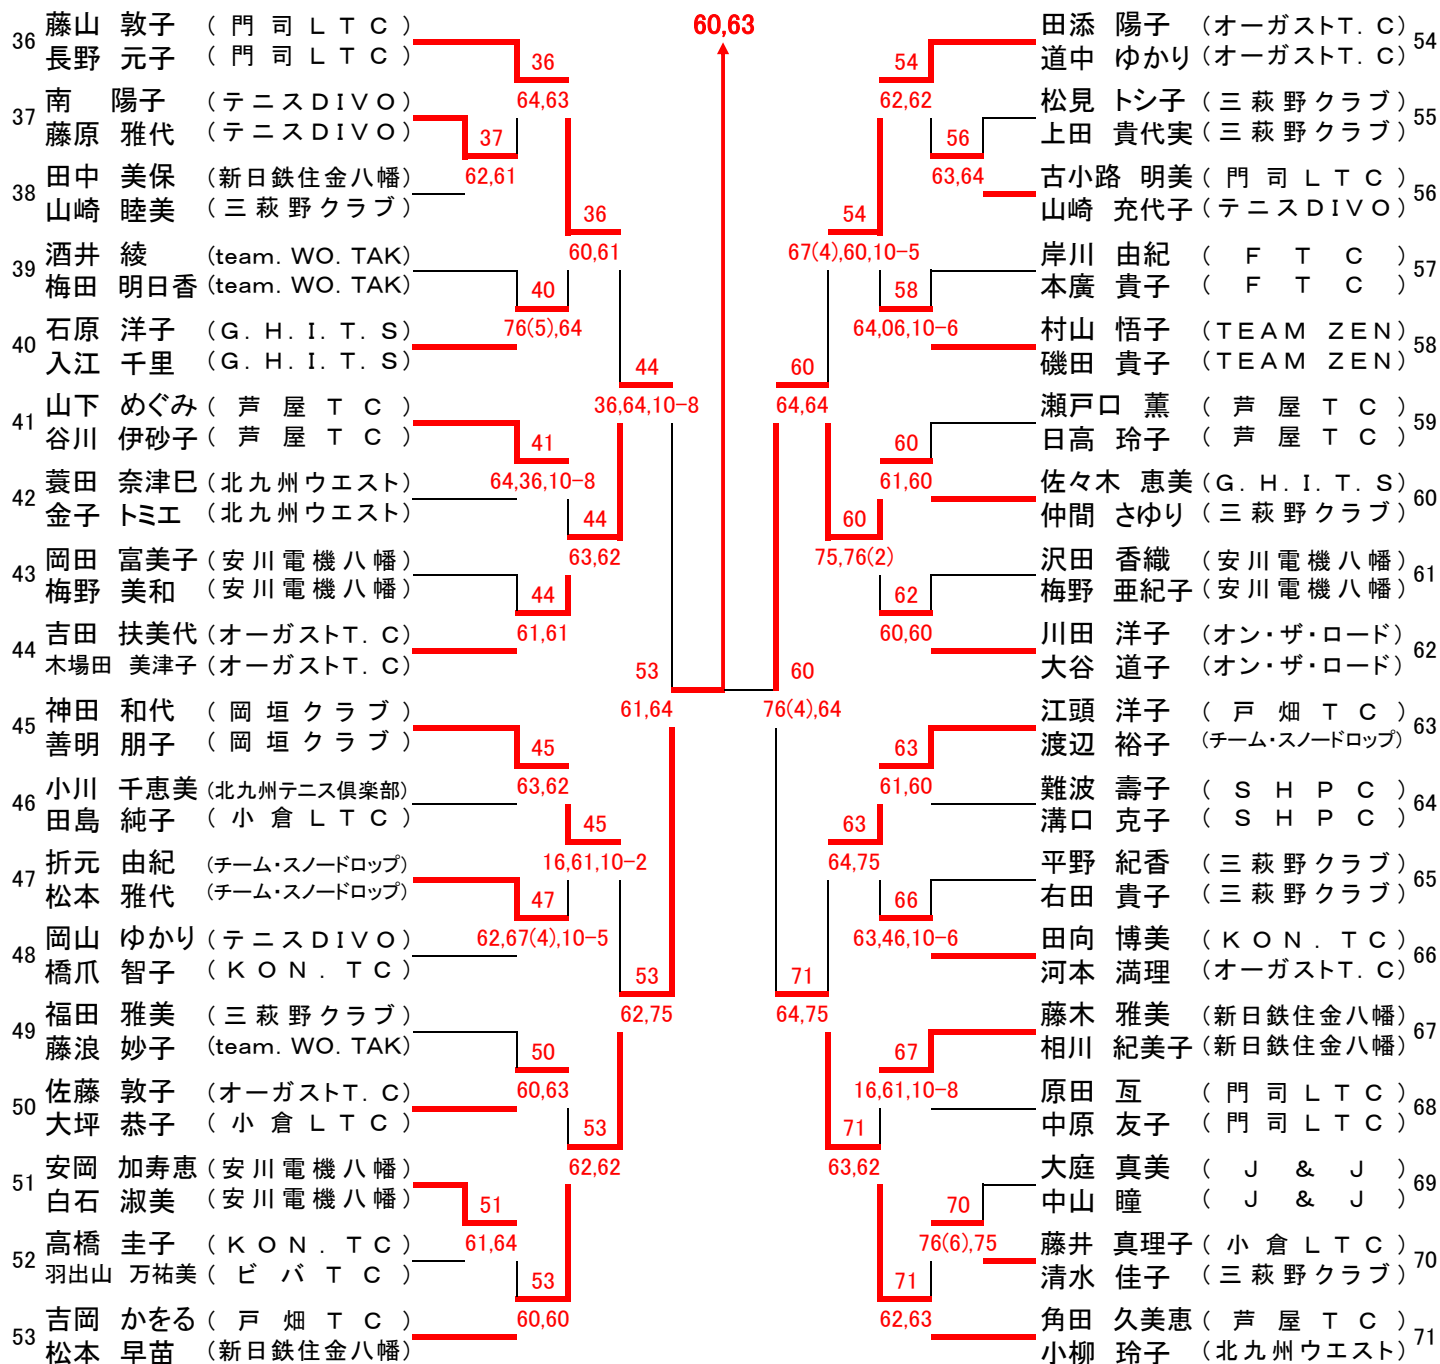 60,63
36 藤山 敦子 (門司LTC)
長野 元子 (門司LTC)
37 南 陽子 (テニスDIVO)
藤原 雅代 (テニスDIVO)
38 田中 美保 (新日鉄住金八幡)
山崎 睦美 (三萩野クラブ)
39 酒井 綾 (team. WO. TAK)
梅田 明日香 (team. WO. TAK)
40 石原 洋子 (G. H. I. T. S)
入江 千里 (G. H. I. T. S)
41 山下 めぐみ (芦屋TC)
谷川 伊砂子 (芦屋TC)
42 蓑田 奈津巳 (北九州ウエスト)
金子 トミエ (北九州ウエスト)
43 岡田 富美子 (安川電機八幡)
梅野 美和 (安川電機八幡)
44 吉田 扶美代 (オーガストT. C)
木場田 美津子 (オーガストT. C)
45 神田 和代 (岡垣クラブ)
善明 朋子 (岡垣クラブ)
46 小川 千恵美 (北九州テニス倶楽部)
田島 純子 (小倉LTC)
47 折元 由紀 (チーム・スノードロップ)
松本 雅代 (チーム・スノードロップ)
48 岡山 ゆかり (テニスDIVO)
橋爪 智子 (KON. TC)
49 福田 雅美 (三萩野クラブ)
藤浪 妙子 (team. WO. TAK)
50 佐藤 敦子 (オーガストT. C)
大坪 恭子 (小倉LTC)
51 安岡 加寿恵 (安川電機八幡)
白石 淑美 (安川電機八幡)
52 高橋 圭子 (KON. TC)
羽出山 万祐美 (ビバTC)
53 吉岡 かをる (戸畑TC)
松本 早苗 (新日鉄住金八幡)
36
64,63
37
62,61
36
60,61
40
76(5),64
44
36,64,10-8
41
64,36,10-8
44
63,62
44
61,61
53
61,64
45
63,62
45
16,61,10-2
47
62,67(4),10-5
53
62,75
50
60,63
53
62,62
51
61,64
53
60,60
54
62,62
56
63,64
54
67(4),60,10-5
58
64,06,10-6
60
64,64
60
61,60
60
75,76(2)
62
60,60
60
76(4),64
63
61,60
63
64,75
66
63,46,10-6
71
64,75
67
16,61,10-8
71
63,62
70
76(6),75
71
62,63
田添 陽子 (オーガストT. C) 54
道中 ゆかり (オーガストT. C)
松見 トシ子 (三萩野クラブ) 55
上田 貴代実 (三萩野クラブ)
古小路 明美 (門司LTC) 56
山崎 充代子 (テニスDIVO)
岸川 由紀 (FTC) 57
本廣 貴子 (FTC)
村山 悟子 (TEAM ZEN) 58
磯田 貴子 (TEAM ZEN)
瀬戸口 薫 (芦屋TC) 59
日高 玲子 (芦屋TC)
佐々木 恵美 (G. H. I. T. S) 60
仲間 さゆり (三萩野クラブ)
沢田 香織 (安川電機八幡) 61
梅野 亜紀子 (安川電機八幡)
川田 洋子 (オン・ザ・ロード) 62
大谷 道子 (オン・ザ・ロード)
江頭 洋子 (戸畑TC) 63
渡辺 裕子 (チーム・スノードロップ)
難波 壽子 (SHPC) 64
溝口 克子 (SHPC)
平野 紀香 (三萩野クラブ) 65
右田 貴子 (三萩野クラブ)
田向 博美 (KON. TC) 66
河本 満理 (オーガストT. C)
藤木 雅美 (新日鉄住金八幡) 67
相川 紀美子 (新日鉄住金八幡)
原田 亙 (門司LTC) 68
中原 友子 (門司LTC)
大庭 真美 (J & J) 69
中山 瞳 (J & J)
藤井 真理子 (小倉LTC) 70
清水 佳子 (三萩野クラブ)
角田 久美恵 (芦屋TC) 71
小柳 玲子 (北九州ウエスト)